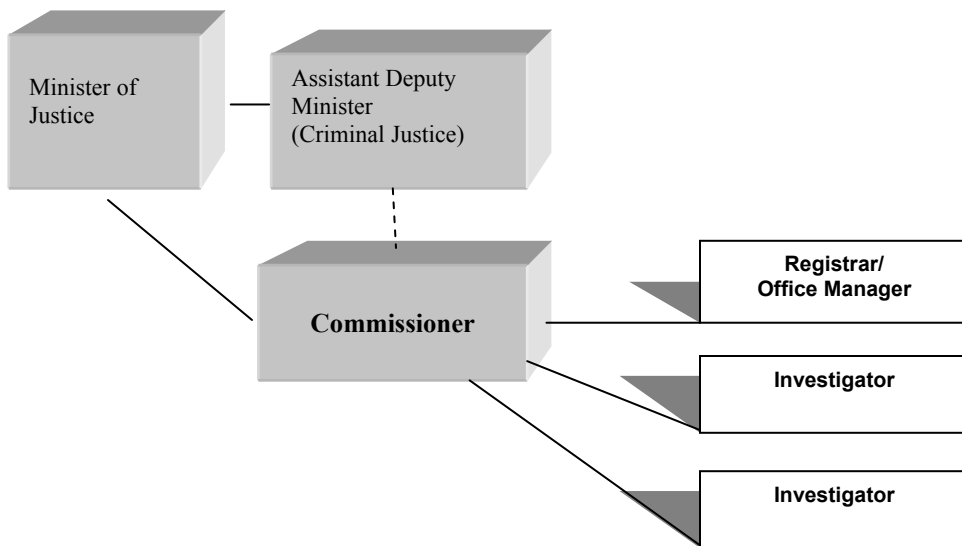 Minister of
Justice
Assistant Deputy
Minister
(Criminal Justice)
Commissioner
Registrar/
Office Manager
Investigator
Investigator